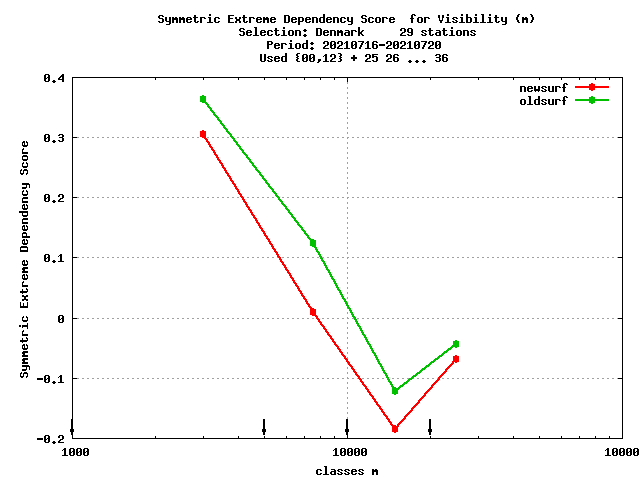 Symmetric Extreme Dependency Score  for Visibility (m)
Selection: Denmark     29 stations
Period: 20210716-20210720
Used {00,12} + 25 26 ... 36
newsurf
oldsurf
0.4
0.3
0.2
0.1
0
-0.1
-0.2
Symmetric Extreme Dependency Score
1000
10000
10000
classes m